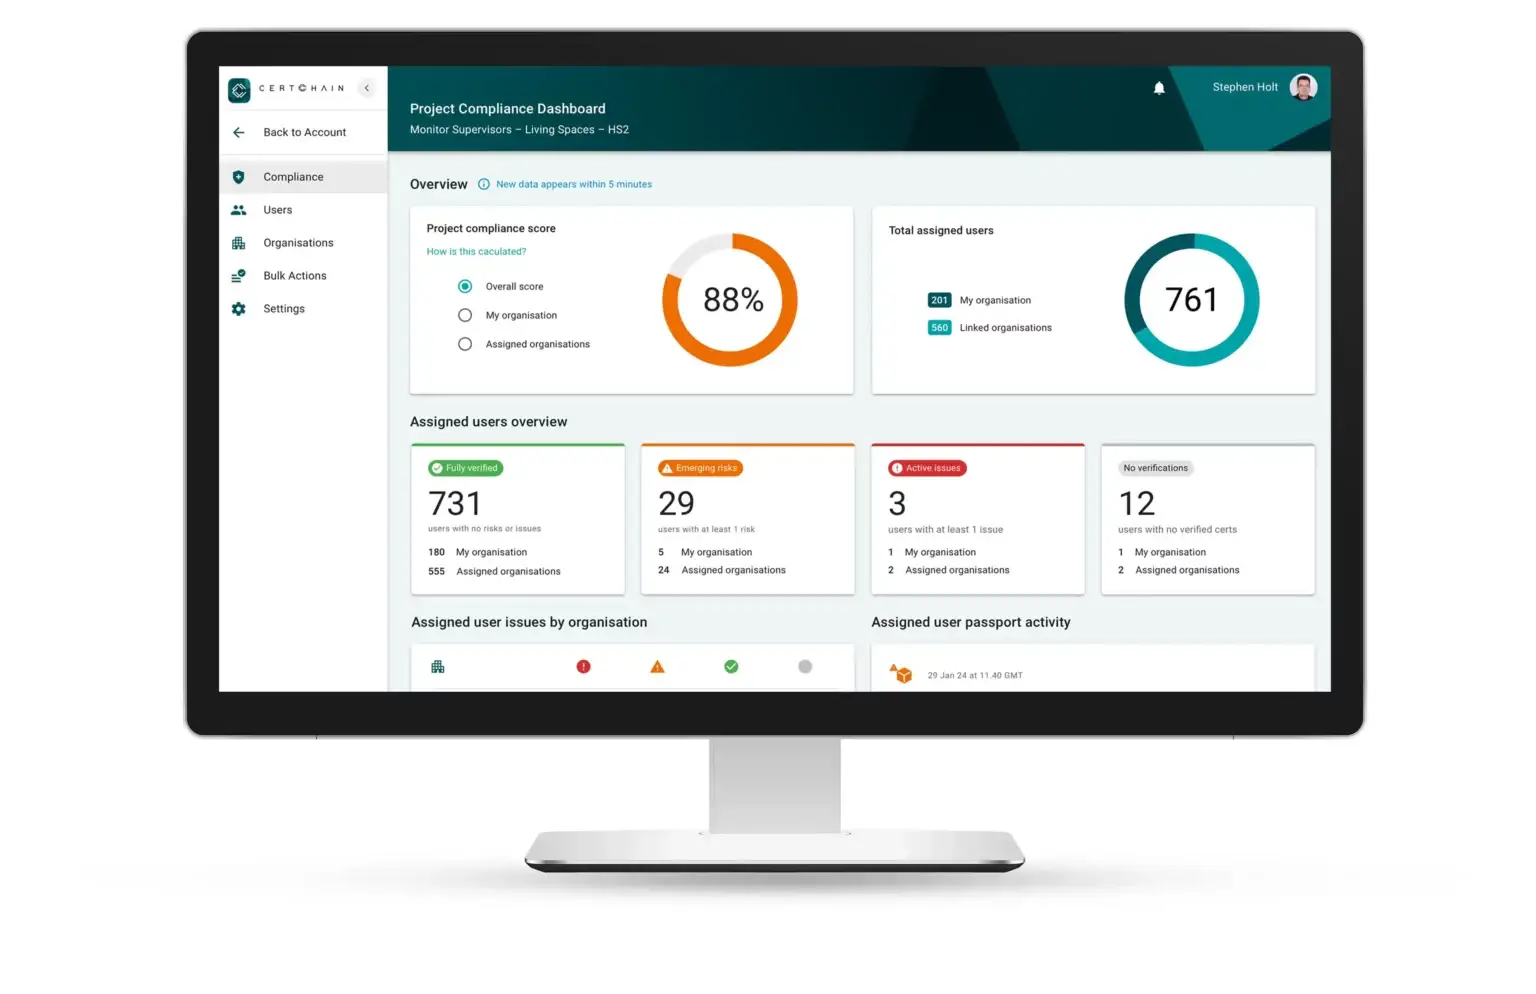 CERTCHAIN
Back to Account
Compliance
Users
Organisations
Bulk Actions
Settings
Project Compliance Dashboard
Monitor Supervisors – Living Spaces – HS2
Stephen Holt
Overview
New data appears within 5 minutes
Project compliance score
How is this caculated?
Overall score
My organisation
Assigned organisations
88%
Total assigned users
201 My organisation
560 Linked organisations
761
Assigned users overview
Fully verified
731
users with no risks or issues
180 My organisation
555 Assigned organisations
Emerging risks
29
users with at least 1 risk
5 My organisation
24 Assigned organisations
Active issues
3
users with at least 1 issue
1 My organisation
2 Assigned organisations
No verifications
12
users with no verified certs
1 My organisation
2 Assigned organisations
Assigned user issues by organisation
Assigned user passport activity
29 Jan 24 at 11.40 GMT